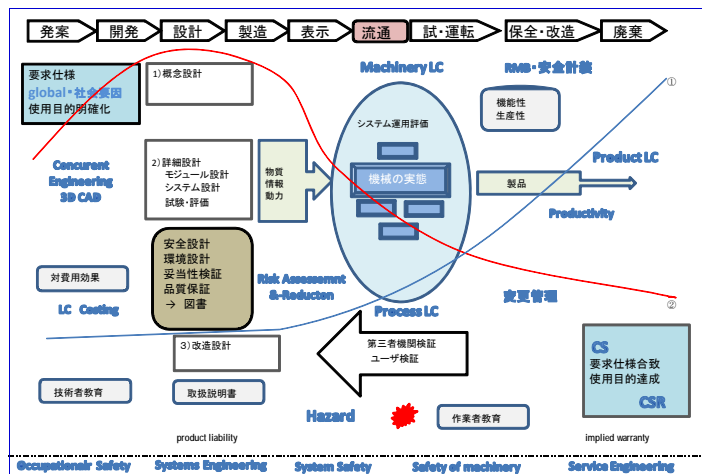 発案
開発
設計
製造
表示
流通
試・運転
保全・改造
廃棄
要求仕様
global・社会要因
使用目的明確化
1)概念設計
Machinery LC
RMB・安全計装
①
機能性
生産性
システム運用評価
2)詳細設計
モジュール設計
システム設計
試験・評価
物質
情報
動力
機械の実態
Concurent
Engineering
3D CAD
Product LC
製品
Productivity
安全設計
環境設計
妥当性検証
品質保証
→ 図書
対費用効果
Risk Assessemnt
&-Reducton
LC Costing
Process LC
変更管理
②
3)改造設計
第三者機関検証
ユーザ検証
CS
要求仕様合致
使用目的達成
CSR
技術者教育
取扱説明書
Hazard
作業者教育
product liability
implied warranty
Occupationair Safety
Systems Engineering
System Safety
Safety of machinery
Service Engineering